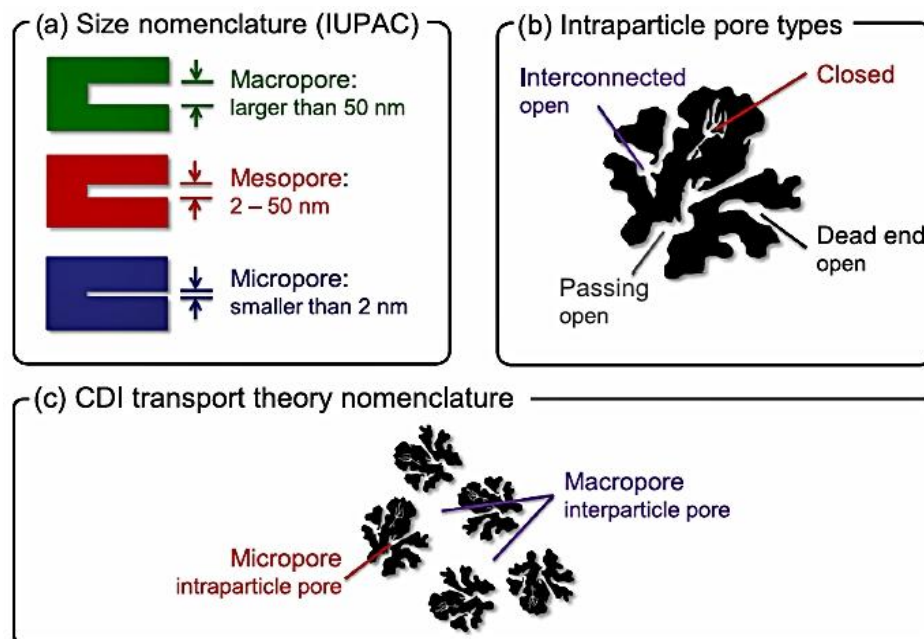 (a) Size nomenclature (IUPAC)
Macropore:
larger than 50 nm
Mesopore:
2 – 50 nm
Micropore:
smaller than 2 nm
(b) Intraparticle pore types
Interconnected
open
Closed
Dead end
open
Passing
open
(c) CDI transport theory nomenclature
Macropore
interparticle pore
Micropore
intraparticle pore